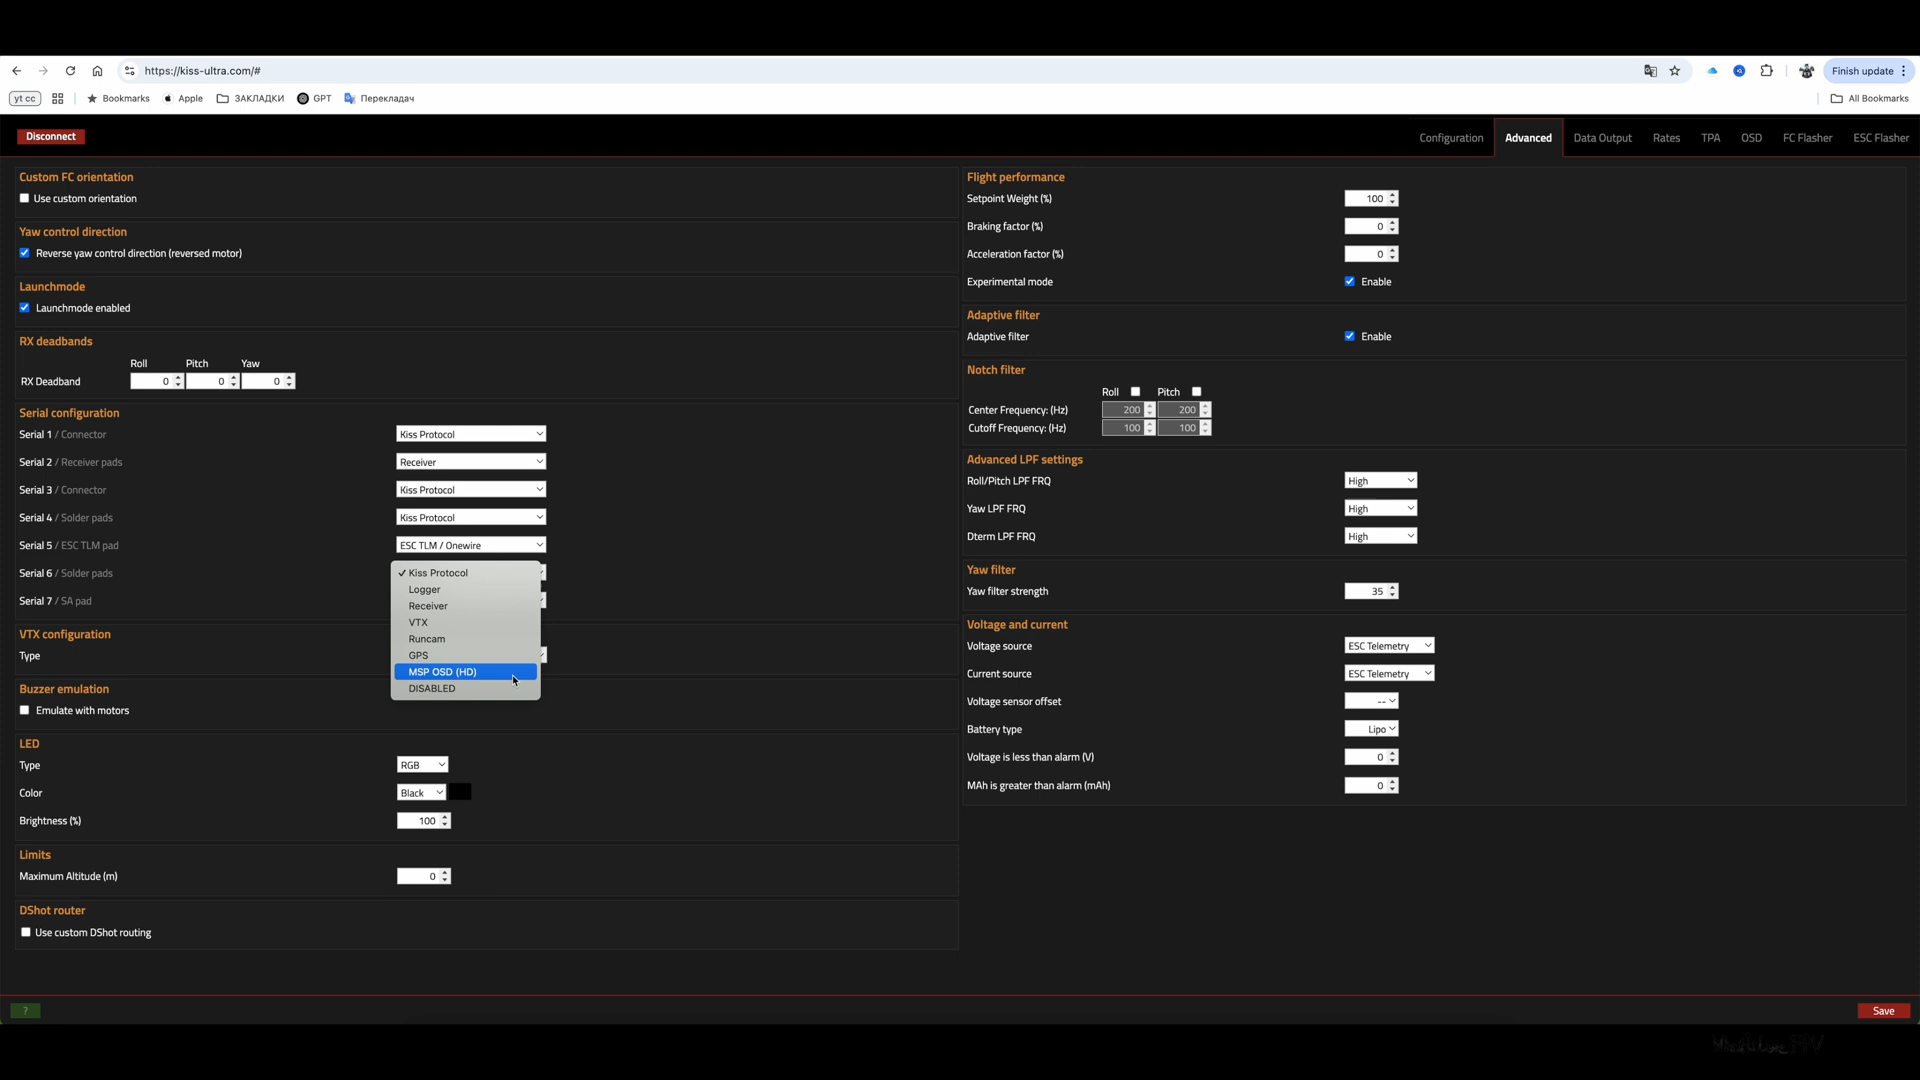 https://kiss-ultra.com/#
Finish update
yt cc
Bookmarks
Apple
ЗАКЛАДКИ
GPT
Перекладач
All Bookmarks
Disconnect
Configuration
Advanced
Data Output
Rates
TPA
OSD
FC Flasher
ESC Flasher
Custom FC orientation
Use custom orientation
Yaw control direction
Reverse yaw control direction (reversed motor)
Launchmode
Launchmode enabled
RX deadbands
Roll Pitch Yaw
RX Deadband 0 0 0
Serial configuration
Serial 1 / Connector Kiss Protocol
Serial 2 / Receiver pads Receiver
Serial 3 / Connector Kiss Protocol
Serial 4 / Solder pads Kiss Protocol
Serial 5 / ESC TLM pad ESC TLM / Onewire
Serial 6 / Solder pads
Serial 7 / SA pad
Kiss Protocol
Logger
Receiver
VTX
Runcam
GPS
MSP OSD (HD)
DISABLED
VTX configuration
Type
Buzzer emulation
Emulate with motors
LED
Type RGB
Color Black
Brightness (%) 100
Limits
Maximum Altitude (m) 0
DShot router
Use custom DShot routing
Flight performance
Setpoint Weight (%) 100
Braking factor (%) 0
Acceleration factor (%) 0
Experimental mode Enable
Adaptive filter
Adaptive filter Enable
Notch filter
Roll Pitch
Center Frequency: (Hz) 200 200
Cutoff Frequency: (Hz) 100 100
Advanced LPF settings
Roll/Pitch LPF FRQ High
Yaw LPF FRQ High
Dterm LPF FRQ High
Yaw filter
Yaw filter strength 35
Voltage and current
Voltage source ESC Telemetry
Current source ESC Telemetry
Voltage sensor offset --
Battery type Lipo
Voltage is less than alarm (V) 0
MAh is greater than alarm (mAh) 0
?
Save